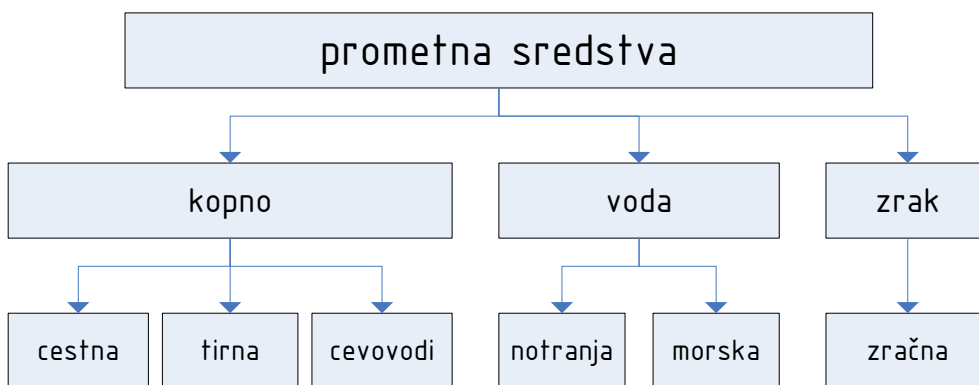 prometna sredstva
kopno
voda
zrak
cestna
tirna
cevovodi
notranja
morska
zračna